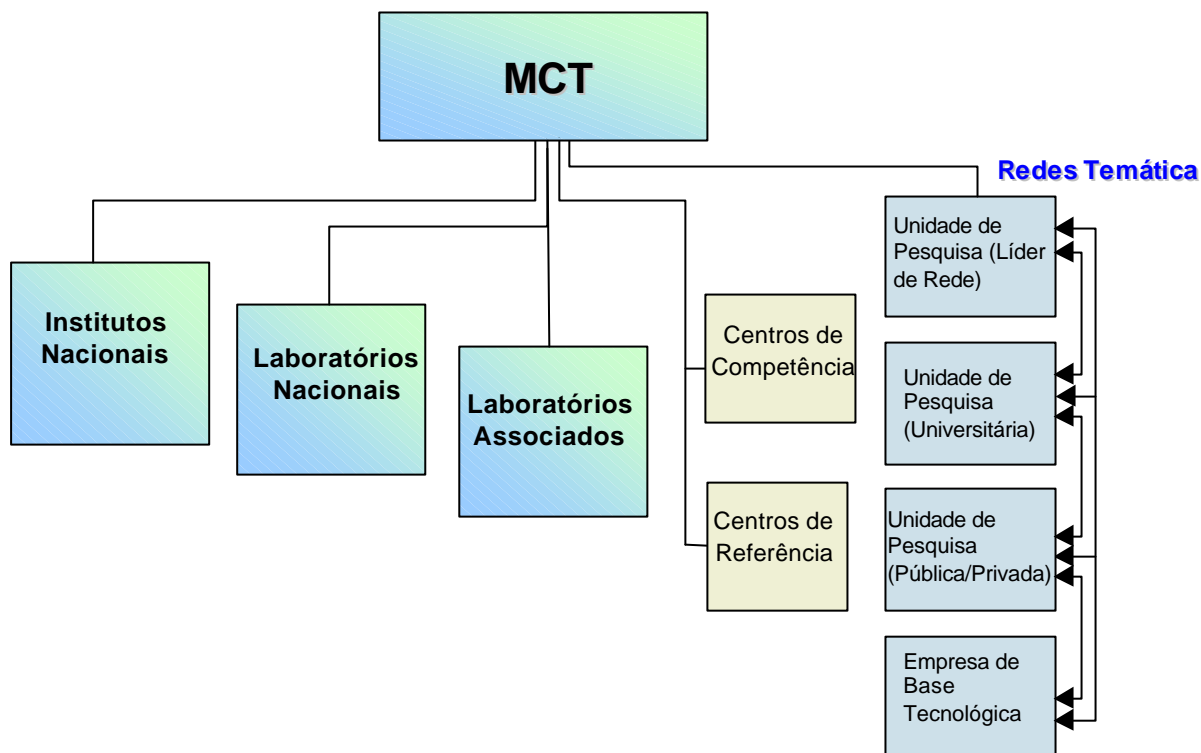 MCT
Redes Temática
Institutos
Nacionais
Laboratórios
Nacionais
Laboratórios
Associados
Centros de
Competência
Centros de
Referência
Unidade de
Pesquisa (Líder
de Rede)
Unidade de
Pesquisa
(Universitária)
Unidade de
Pesquisa
(Pública/Privada)
Empresa de
Base
Tecnológica